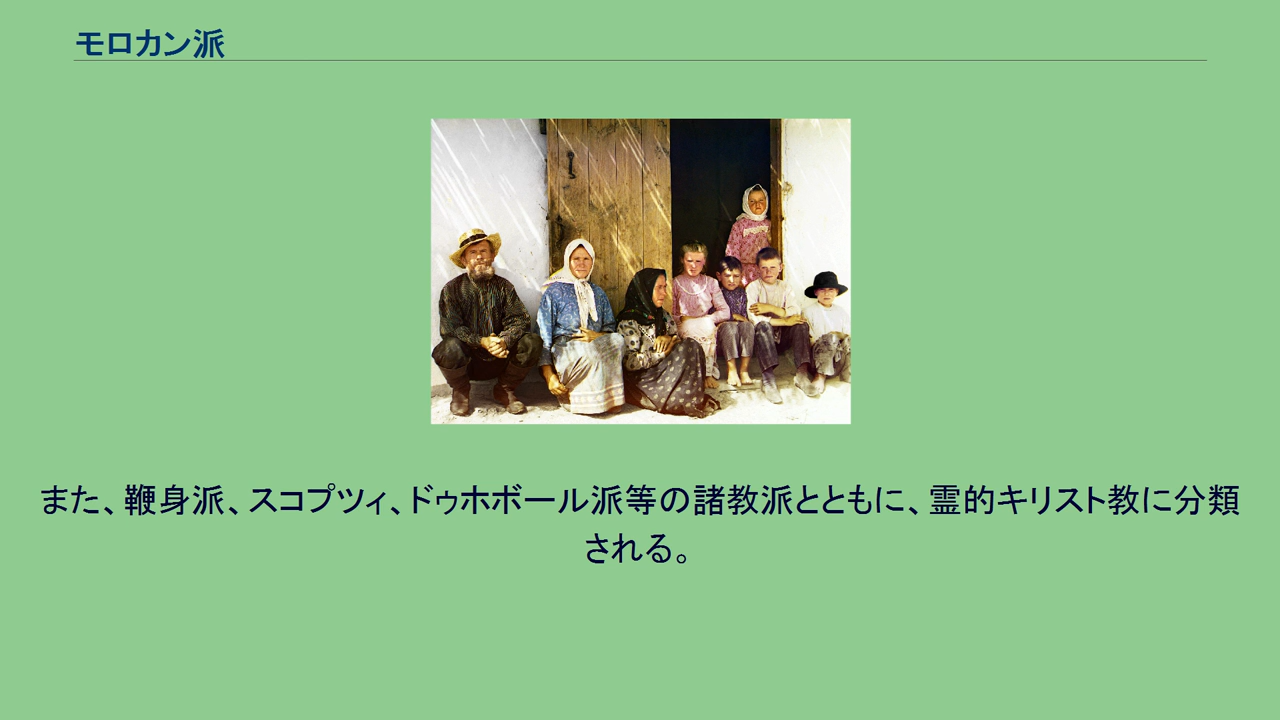 モロカン派
また、鞭身派、スコプツィ、ドゥホボール派等の諸教派とともに、霊的キリスト教に分類
される。